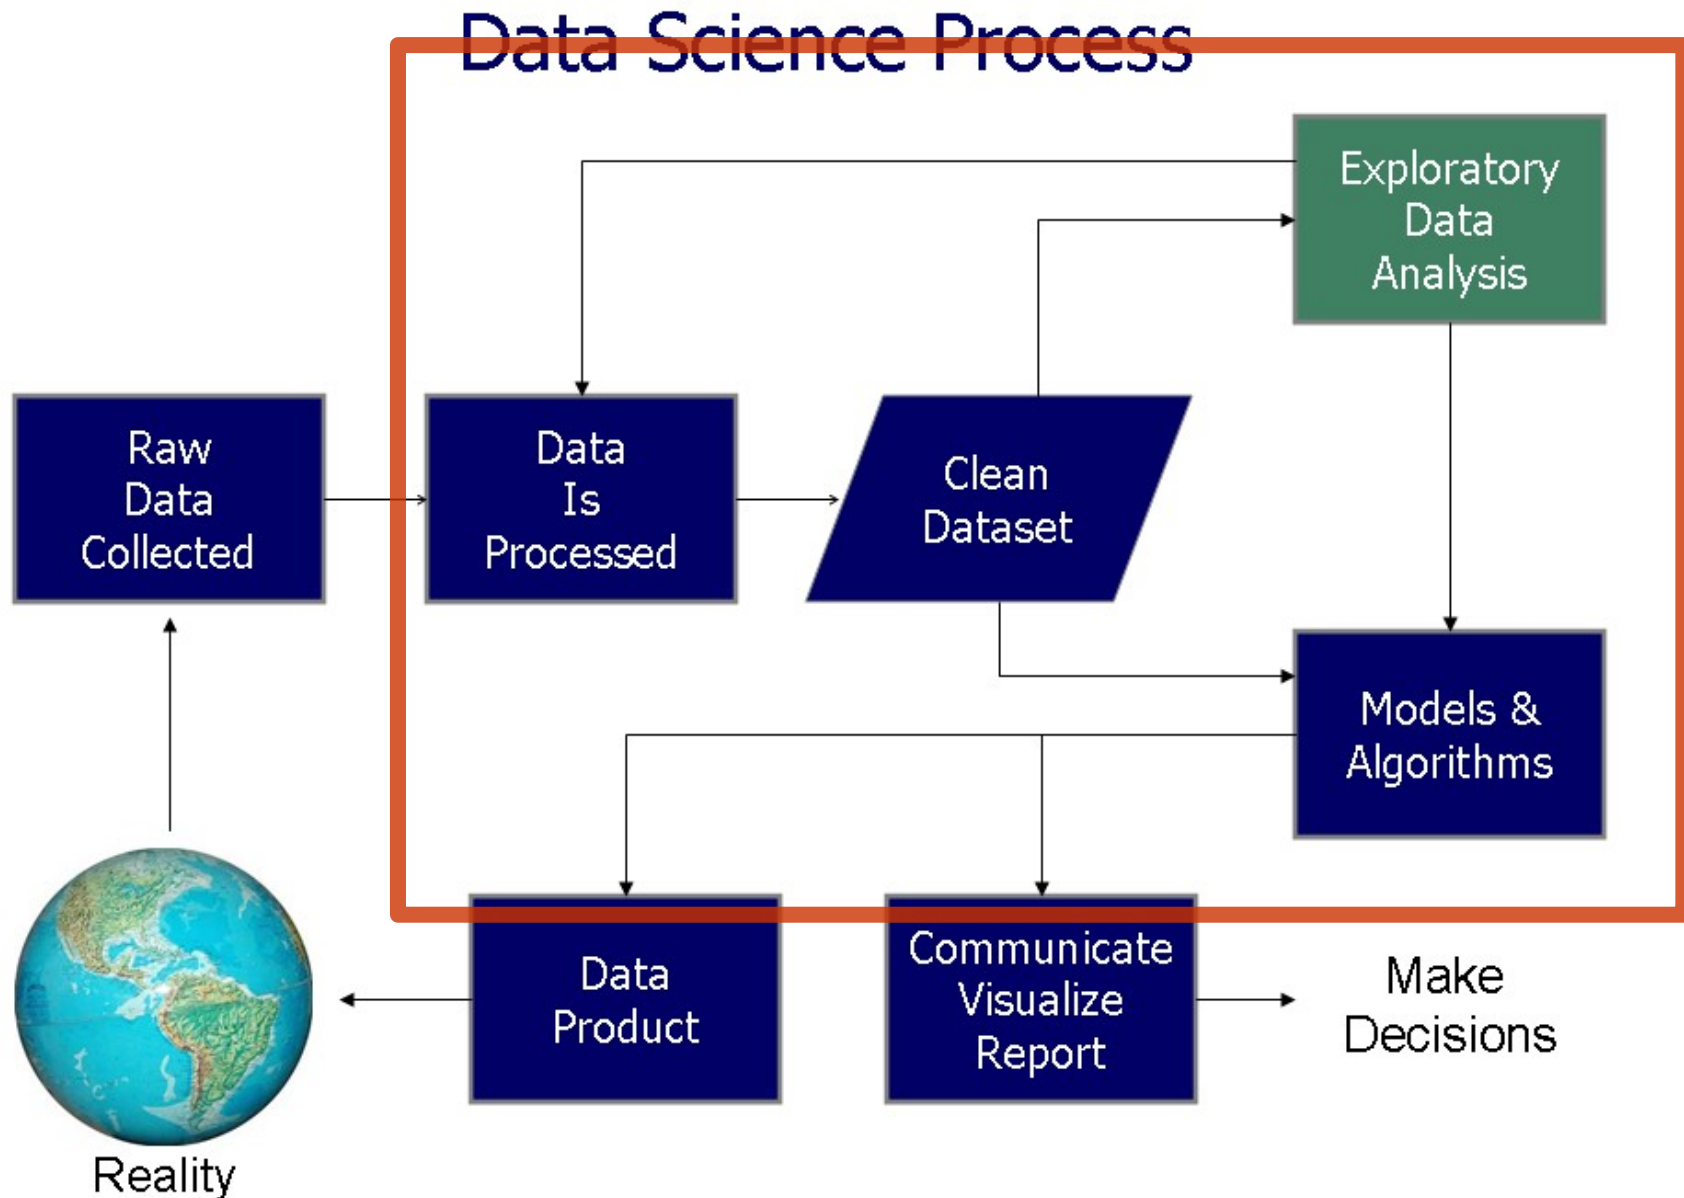 Data Science Process
Exploratory
Data
Analysis
Raw
Data
Collected
Data
Is
Processed
Clean
Dataset
Models &
Algorithms
Data
Product
Communicate
Visualize
Report
Make
Decisions
Reality